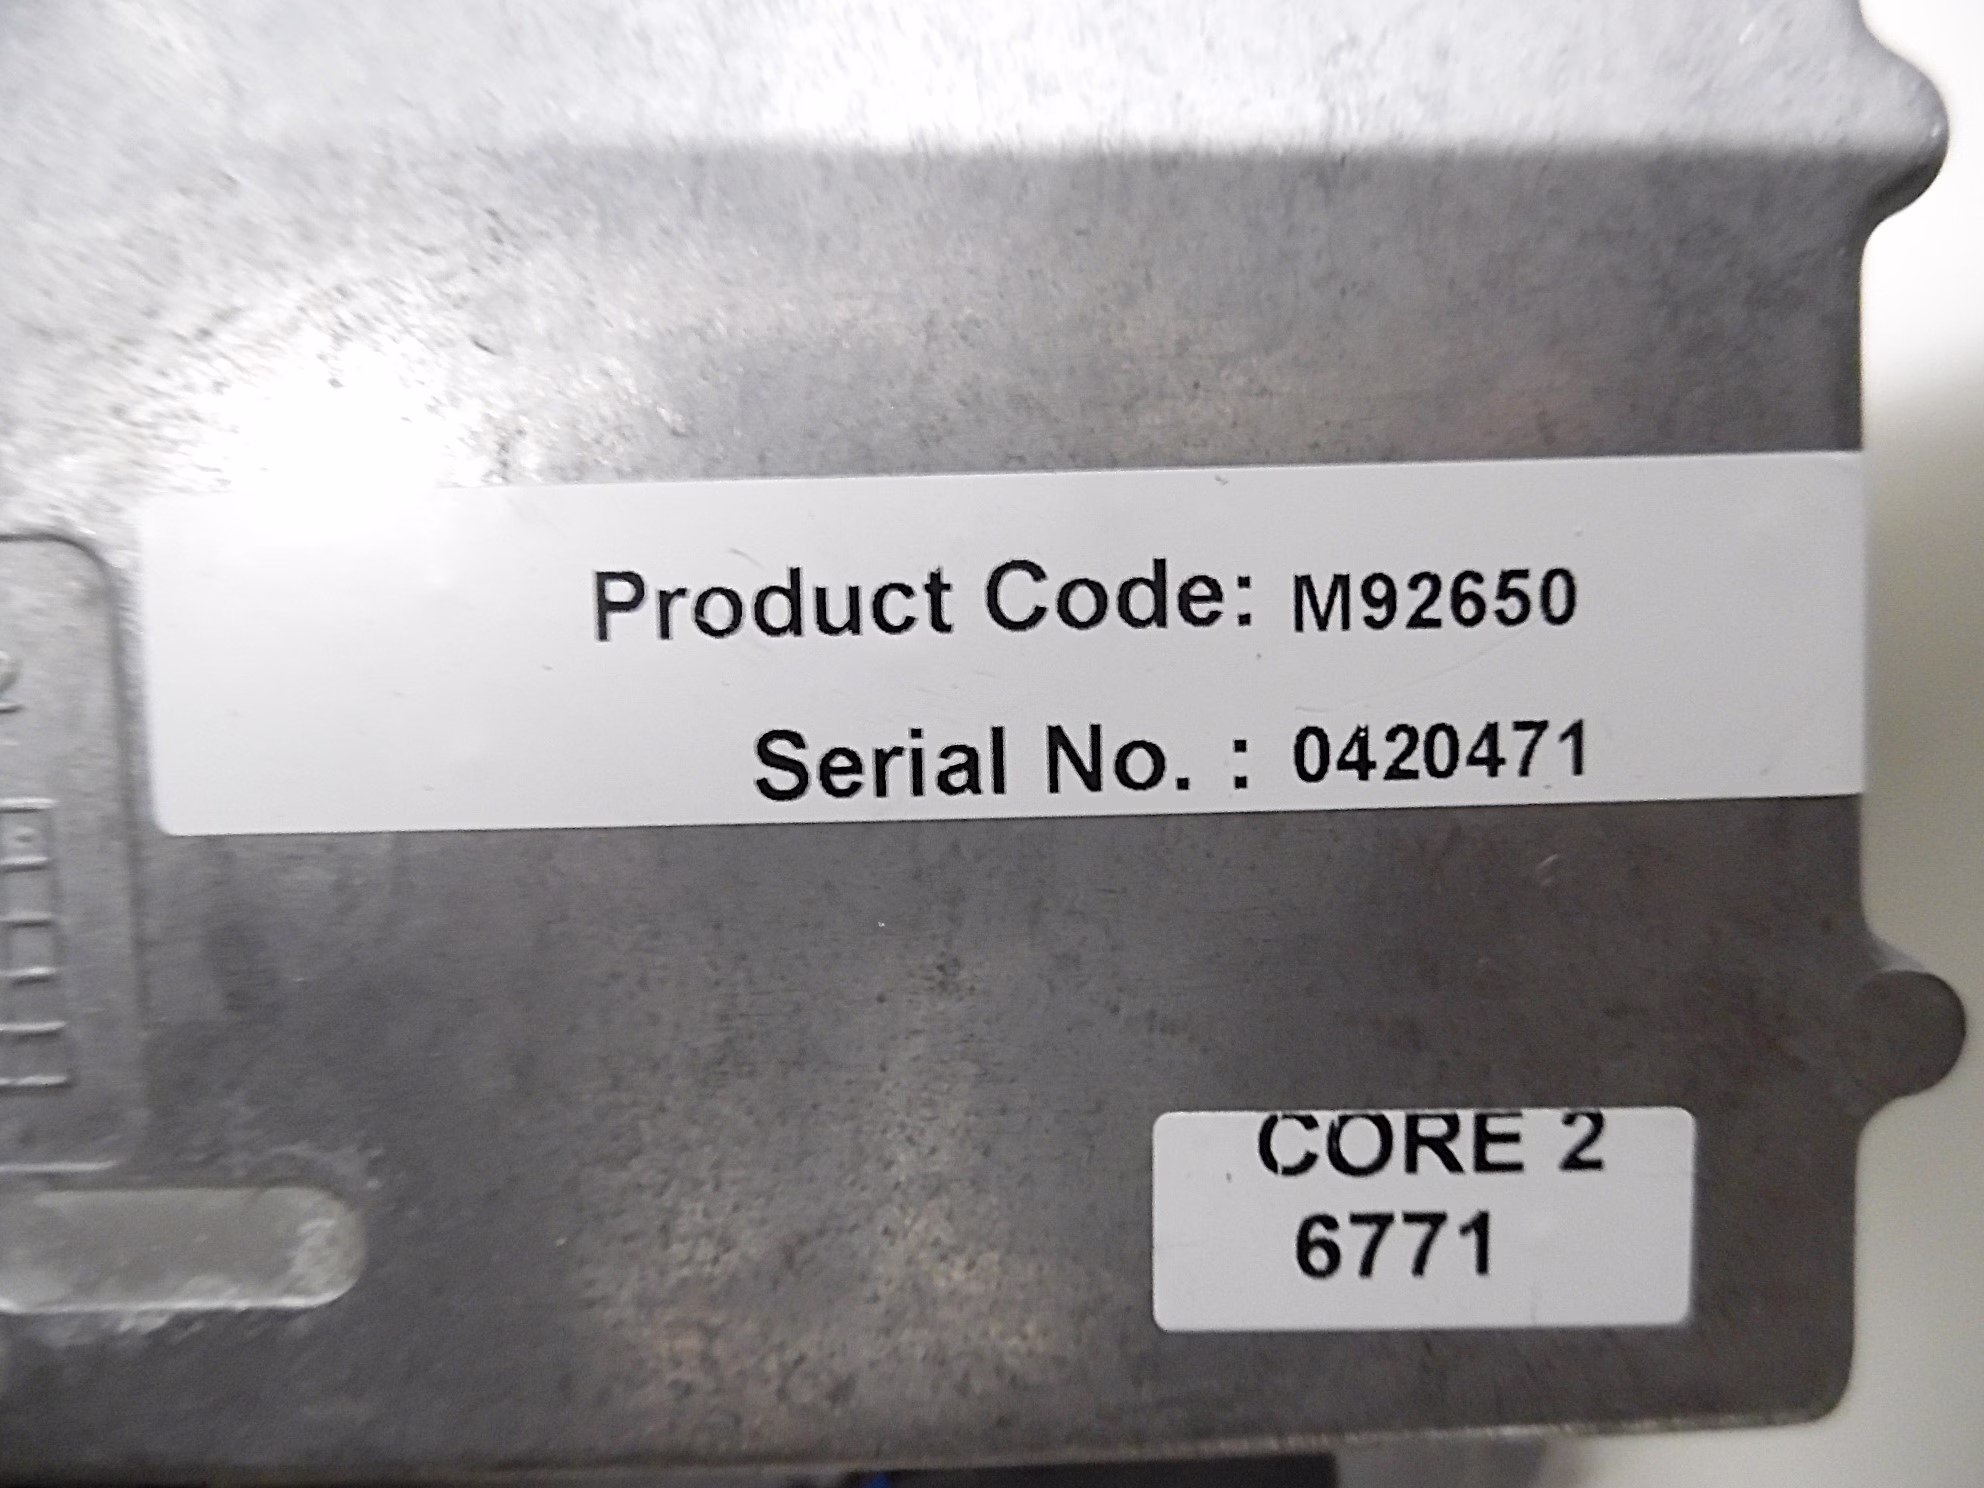 Product Code: M92650
Serial No. : 0420471
CORE 2
6771